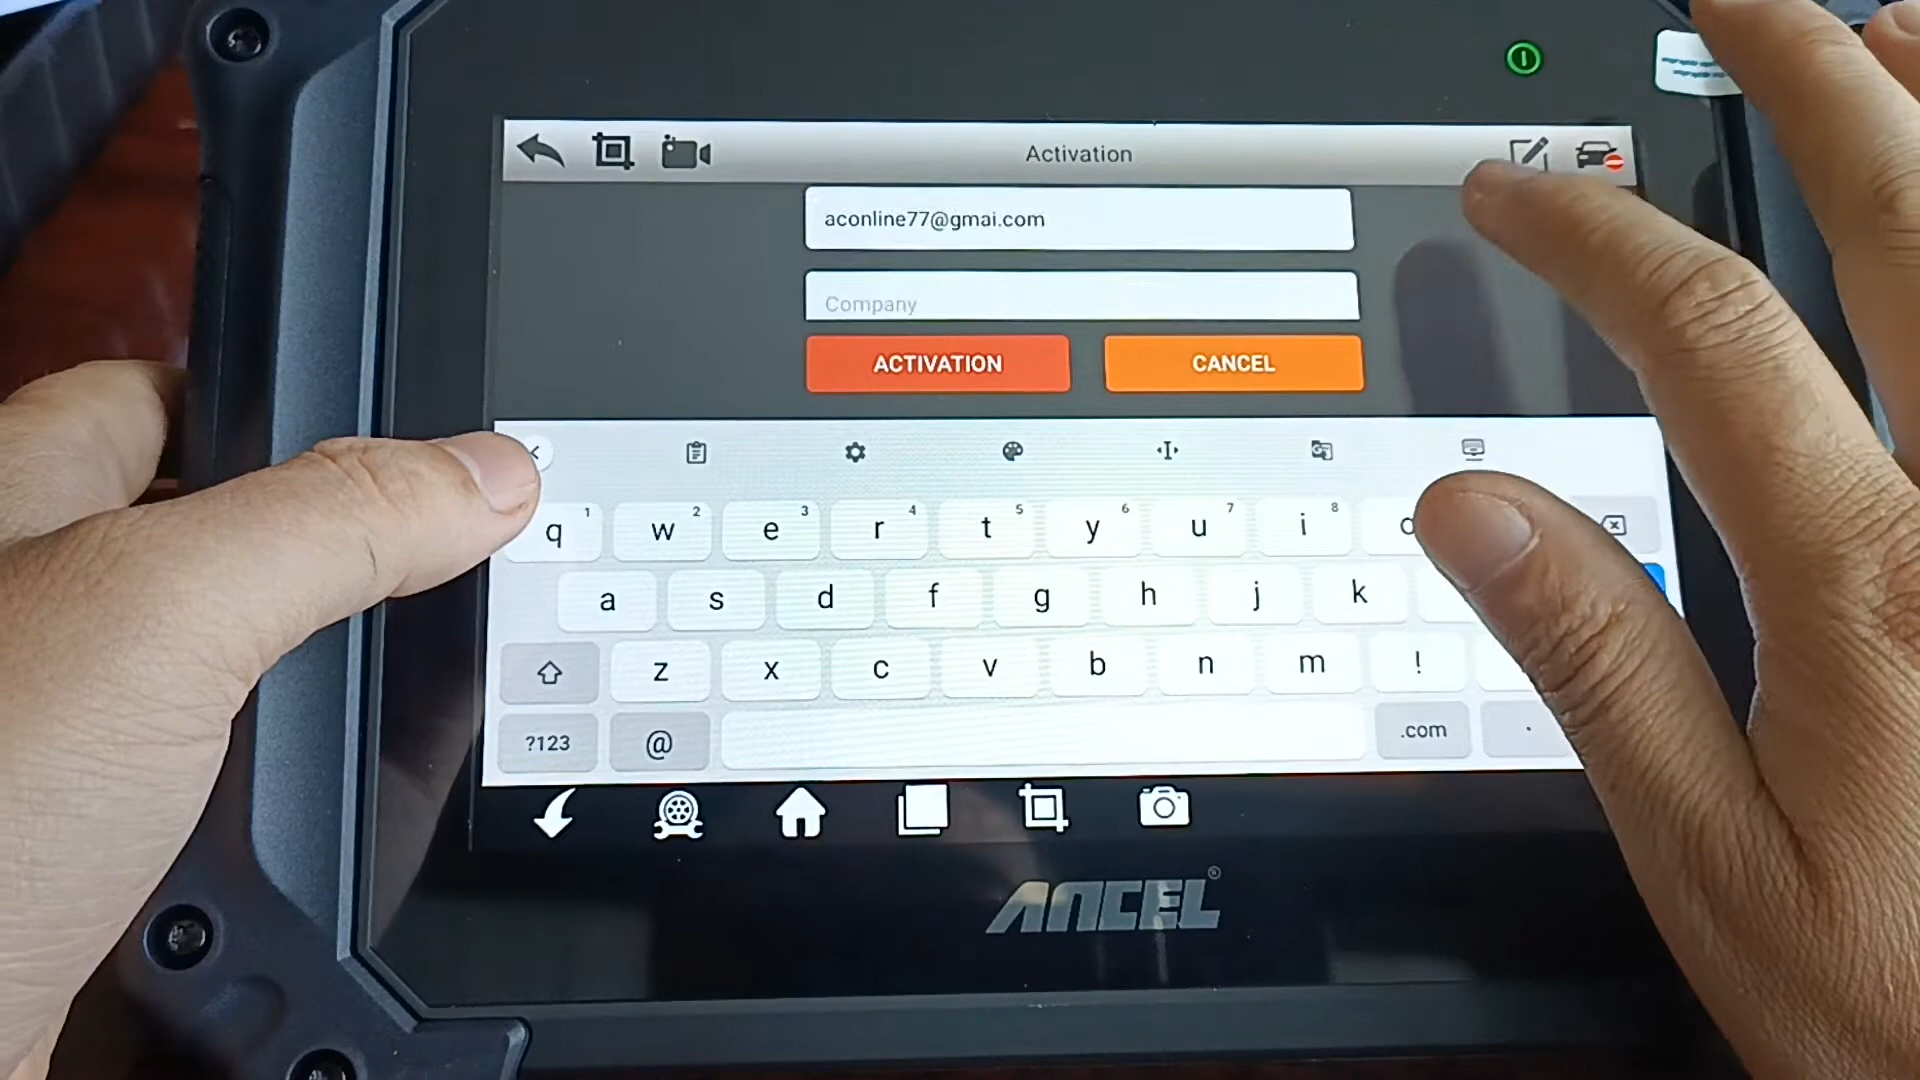 Activation
aconline77@gmai.com
Company
ACTIVATION CANCEL
q 1 w 2 e 3 r 4 t 5 y 6 u 7 i 8
a s d f g h j k
z x c v b n m !
?123 @ .com .
ANCEL®